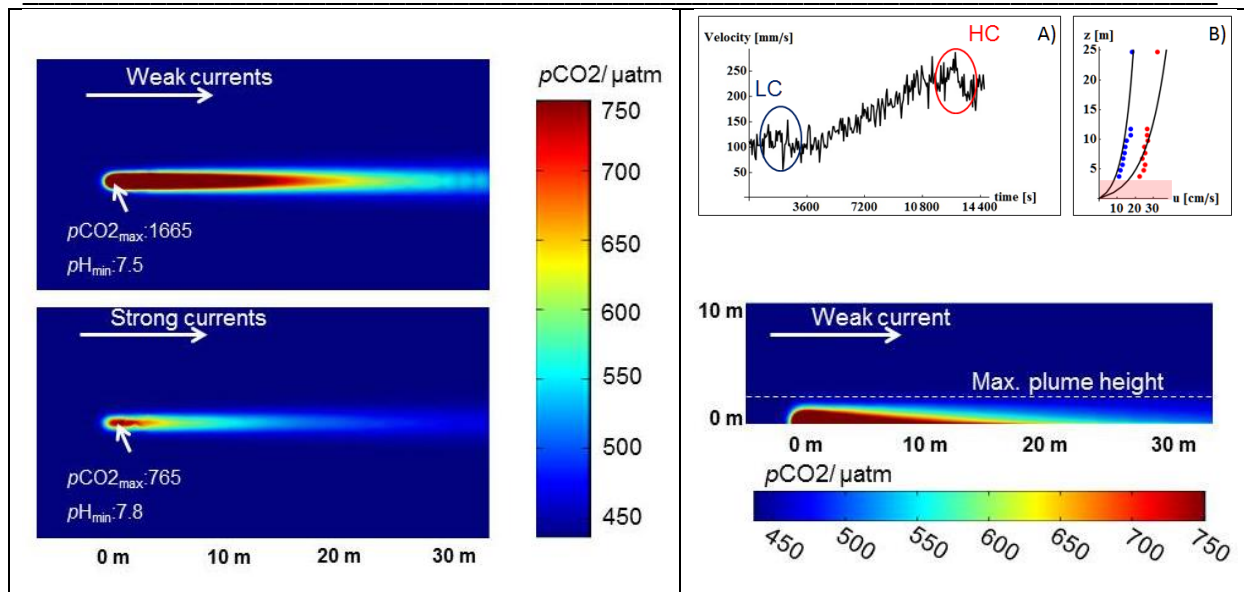 Weak currents
pCO2max:1665
pHmin:7.5
Strong currents
pCO2max:765
pHmin:7.8
0 m 10 m 20 m 30 m
pCO2/ µatm
750
700
650
600
550
500
450
Velocity [mm/s]
A)
HC
LC
250
200
150
100
50
3600 7200 10 800 14 400
time [s]
z [m]
B)
25
20
15
10
5
10 20 30
u [cm/s]
10 m
Weak current
Max. plume height
0 m
0 m 10 m 20 m 30 m
pCO2/ µatm
450 500 550 600 650 700 750